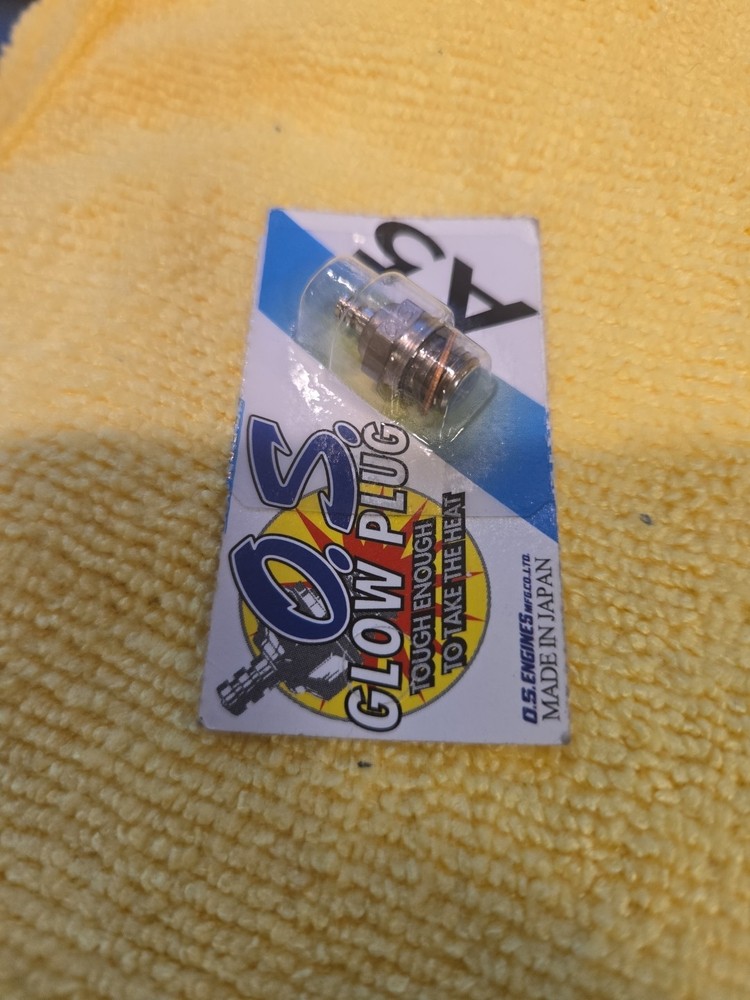 A5
O.S.
GLOW PLUG
TOUGH ENOUGH
TO TAKE THE HEAT
O.S.ENGINES MFG.CO.LTD.
MADE IN JAPAN